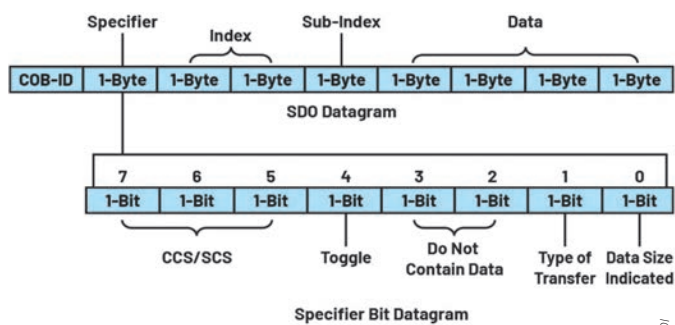 Specifier
Index
Sub-Index
Data
COB-ID 1-Byte 1-Byte 1-Byte 1-Byte 1-Byte 1-Byte 1-Byte 1-Byte
SDO Datagram
7 6 5 4 3 2 1 0
1-Bit 1-Bit 1-Bit 1-Bit 1-Bit 1-Bit 1-Bit 1-Bit
CCS/SCS
Toggle
Do Not
Contain Data
Type of
Transfer
Data Size
Indicated
Specifier Bit Datagram